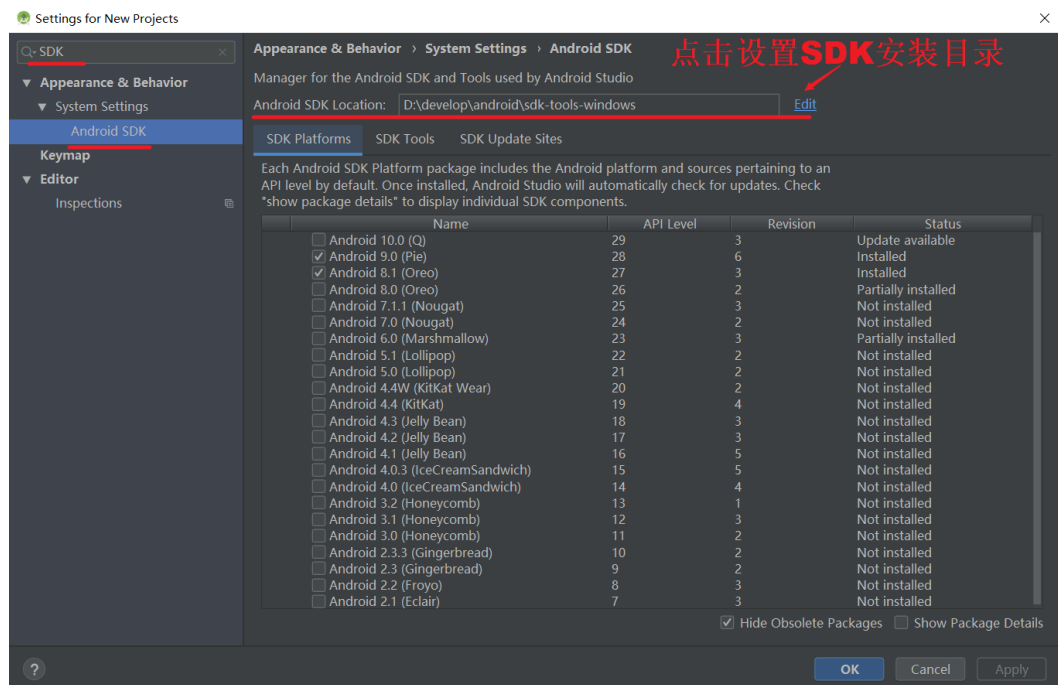 Settings for New Projects
SDK
Appearance & Behavior › System Settings › Android SDK
点击设置SDK安装目录
Appearance & Behavior
Manager for the Android SDK and Tools used by Android Studio
System Settings
Android SDK Location: D:\develop\android\sdk-tools-windows Edit
Android SDK
SDK Platforms SDK Tools SDK Update Sites
Keymap
Editor
Inspections
Each Android SDK Platform package includes the Android platform and sources pertaining to an
API level by default. Once installed, Android Studio will automatically check for updates. Check
"show package details" to display individual SDK components.
Name API Level Revision Status
Android 10.0 (Q) 29 3 Update available
Android 9.0 (Pie) 28 6 Installed
Android 8.1 (Oreo) 27 3 Installed
Android 8.0 (Oreo) 26 2 Partially installed
Android 7.1.1 (Nougat) 25 3 Not installed
Android 7.0 (Nougat) 24 2 Not installed
Android 6.0 (Marshmallow) 23 3 Partially installed
Android 5.1 (Lollipop) 22 2 Not installed
Android 5.0 (Lollipop) 21 2 Not installed
Android 4.4W (KitKat Wear) 20 2 Not installed
Android 4.4 (KitKat) 19 4 Not installed
Android 4.3 (Jelly Bean) 18 3 Not installed
Android 4.2 (Jelly Bean) 17 3 Not installed
Android 4.1 (Jelly Bean) 16 5 Not installed
Android 4.0.3 (IceCreamSandwich) 15 5 Not installed
Android 4.0 (IceCreamSandwich) 14 4 Not installed
Android 3.2 (Honeycomb) 13 1 Not installed
Android 3.1 (Honeycomb) 12 3 Not installed
Android 3.0 (Honeycomb) 11 2 Not installed
Android 2.3.3 (Gingerbread) 10 2 Not installed
Android 2.3 (Gingerbread) 9 2 Not installed
Android 2.2 (Froyo) 8 3 Not installed
Android 2.1 (Eclair) 7 3 Not installed
Hide Obsolete Packages Show Package Details
? OK Cancel Apply